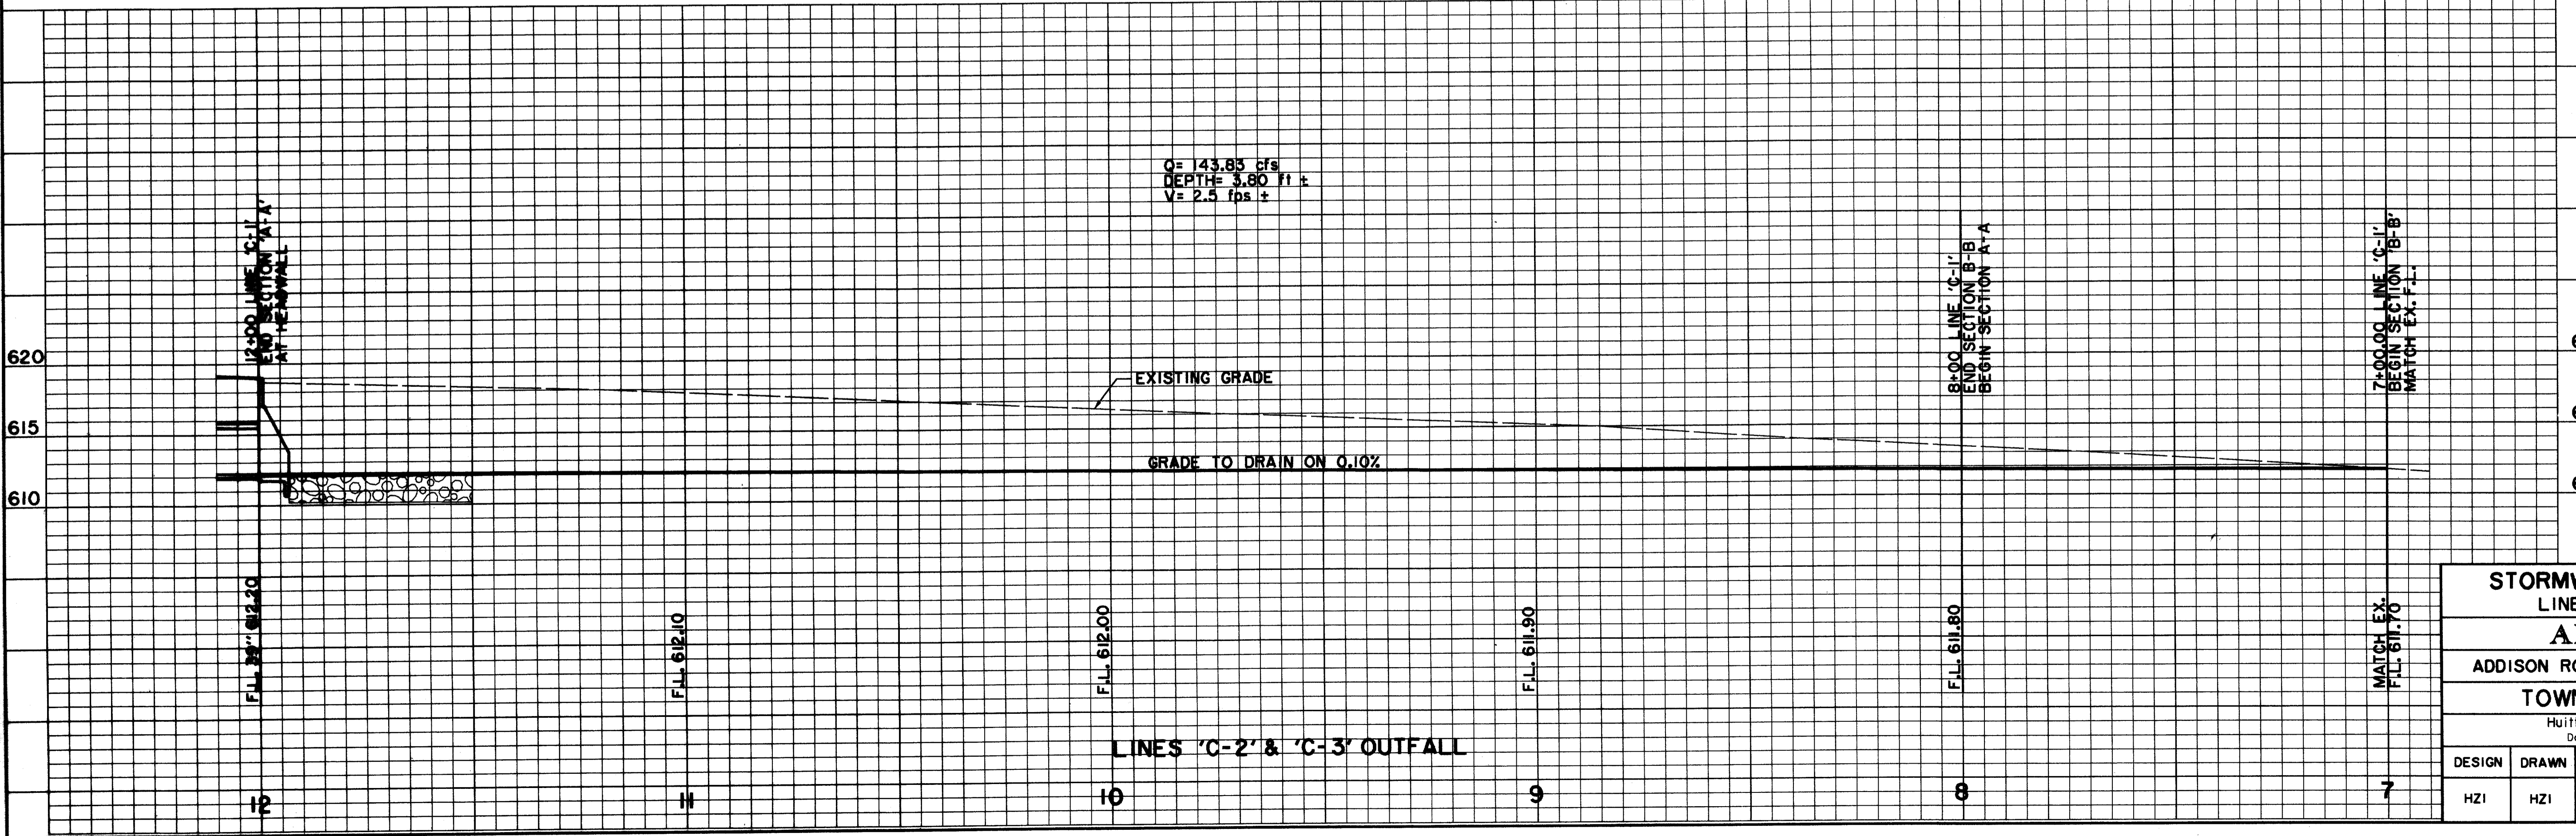 Q= 143.83 cfs
DEPTH= 3.80 ft ±
V= 2.5 fps ±
12+00 LINE 'C-1'
END SECTION 'A-A'
AT HEADWALL
8+00 LINE 'C-1'
END SECTION B-B
BEGIN SECTION A-A
7+00.00 LINE 'C-1'
BEGIN SECTION 'B-B'
MATCH EX. F.L.
620
615
610
EXISTING GRADE
GRADE TO DRAIN ON 0.10%
F.L. 39" 612.20
F.L. 612.10
F.L. 612.00
F.L. 611.90
F.L. 611.80
MATCH EX.
F.L. 611.70
LINES 'C-2' & 'C-3' OUTFALL
12
11
10
9
8
7
STORMW
LINE
A
ADDISON RO
TOWN
Huit
De
DESIGN DRAWN
HZI HZI